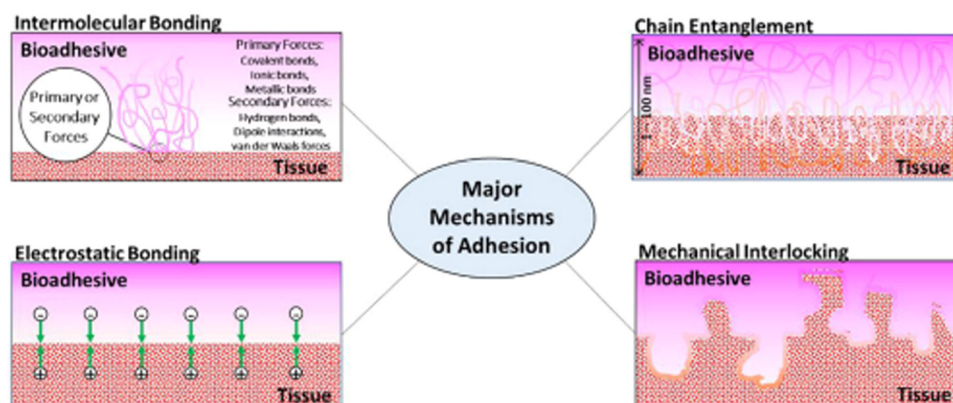 Intermolecular Bonding
Bioadhesive
Primary Forces:
Covalent bonds,
Ionic bonds,
Metallic bonds
Secondary Forces:
Hydrogen bonds,
Dipole interactions,
van der Waals forces
Primary or
Secondary
Forces
Tissue
Chain Entanglement
Bioadhesive
1 - 100 nm
Tissue
Major
Mechanisms
of Adhesion
Electrostatic Bonding
Bioadhesive
- - - - - -
+ + + + + +
Tissue
Mechanical Interlocking
Bioadhesive
Tissue